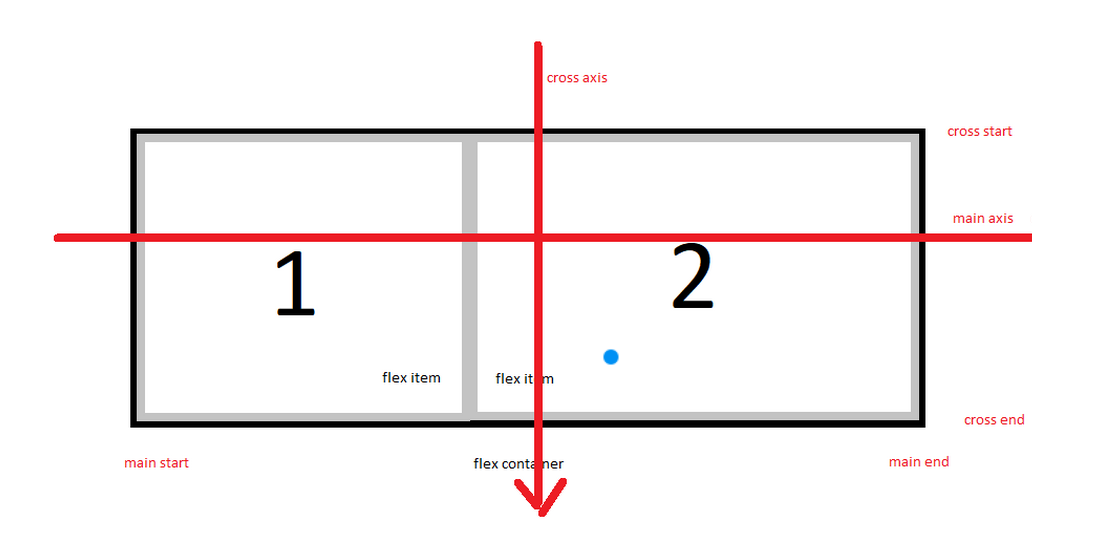 cross axis
cross start
main axis
1
2
flex item
flex item
cross end
main start
flex container
main end